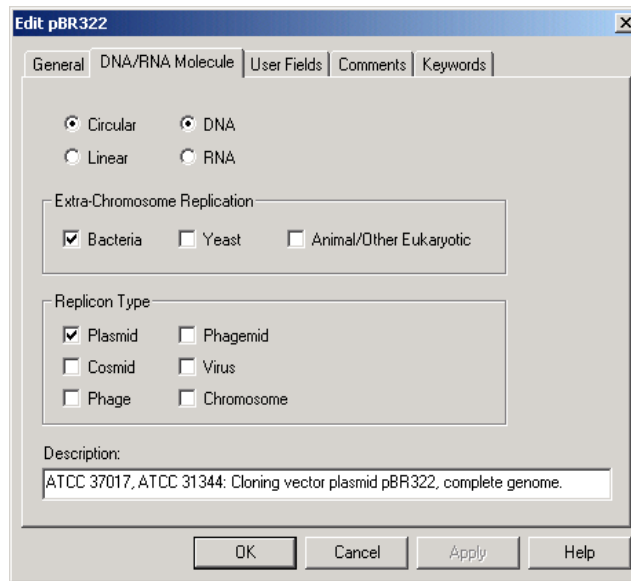 Edit pBR322
General DNA/RNA Molecule User Fields Comments Keywords
Circular DNA
Linear RNA
Extra-Chromosome Replication
Bacteria Yeast Animal/Other Eukaryotic
Replicon Type
Plasmid Phagemid
Cosmid Virus
Phage Chromosome
Description:
ATCC 37017, ATCC 31344: Cloning vector plasmid pBR322, complete genome.
OK Cancel Apply Help